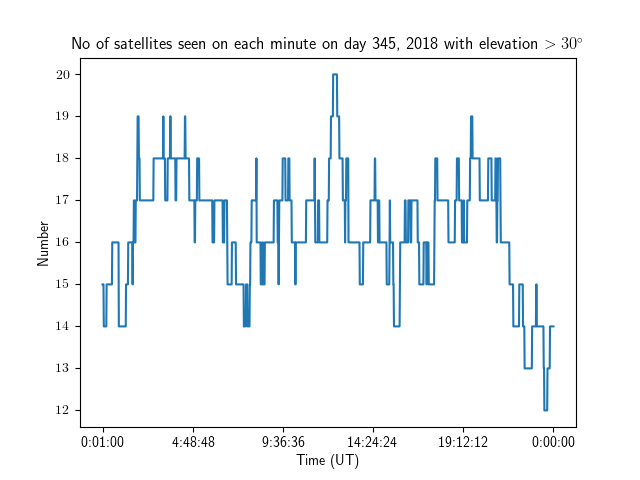 No of satellites seen on each minute on day 345, 2018 with elevation > 30°
20
19
18
17
16
15
14
13
12
Number
0:01:00 4:48:48 9:36:36 14:24:24 19:12:12 0:00:00
Time (UT)